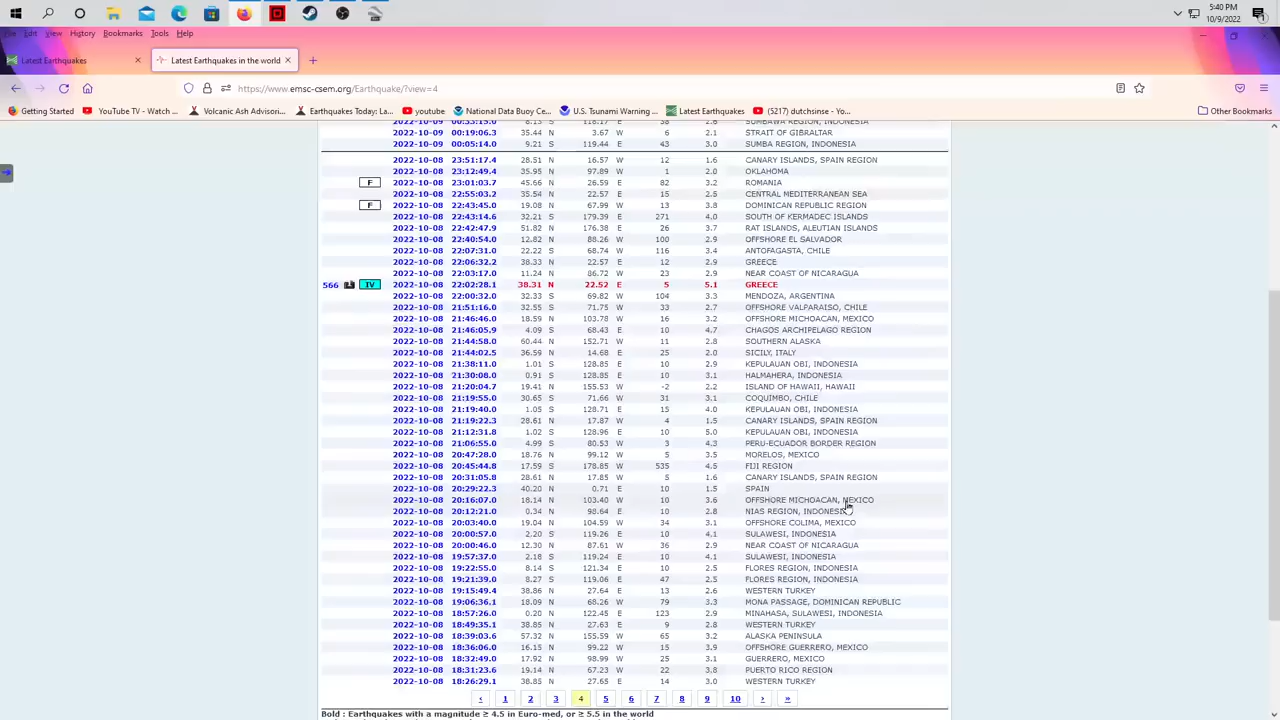 5:40 PM
10/9/2022
File Edit View History Bookmarks Tools Help
Latest Earthquakes × Latest Earthquakes in the world × +
https://www.emsc-csem.org/Earthquake/?view=4
Getting Started YouTube TV - Watch ... Volcanic Ash Advisori... Earthquakes Today: La... youtube National Data Buoy Ce... U.S. Tsunami Warning ... Latest Earthquakes (5217) dutchsinse - Yo... Other Bookmarks
2022-10-09 00:19:06.3 35.44 N 3.67 W 6 2.1 STRAIT OF GIBRALTAR
2022-10-09 00:05:14.0 9.21 S 119.44 E 43 3.0 SUMBA REGION, INDONESIA
2022-10-08 23:51:17.4 28.51 N 16.57 W 12 1.6 CANARY ISLANDS, SPAIN REGION
2022-10-08 23:12:49.4 35.95 N 97.89 W 1 2.0 OKLAHOMA
F 2022-10-08 23:01:03.7 45.66 N 26.59 E 82 3.2 ROMANIA
2022-10-08 22:55:03.2 35.54 N 22.57 E 15 2.5 CENTRAL MEDITERRANEAN SEA
F 2022-10-08 22:43:45.0 19.08 N 67.99 W 13 3.8 DOMINICAN REPUBLIC REGION
2022-10-08 22:43:14.6 32.21 S 179.39 E 271 4.0 SOUTH OF KERMADEC ISLANDS
2022-10-08 22:42:47.9 51.82 N 176.38 E 26 3.7 RAT ISLANDS, ALEUTIAN ISLANDS
2022-10-08 22:40:54.0 12.82 N 88.26 W 100 2.9 OFFSHORE EL SALVADOR
2022-10-08 22:07:31.0 22.22 S 68.74 W 116 3.4 ANTOFAGASTA, CHILE
2022-10-08 22:06:32.2 38.33 N 22.57 E 12 2.9 GREECE
2022-10-08 22:03:17.0 11.24 N 86.72 W 23 2.9 NEAR COAST OF NICARAGUA
566 IV 2022-10-08 22:02:28.1 38.31 N 22.52 E 5 5.1 GREECE
2022-10-08 22:00:32.0 32.33 S 69.82 W 104 3.3 MENDOZA, ARGENTINA
2022-10-08 21:51:16.0 32.55 S 71.75 W 33 2.7 OFFSHORE VALPARAISO, CHILE
2022-10-08 21:46:46.0 18.59 N 103.78 W 16 3.2 OFFSHORE MICHOACAN, MEXICO
2022-10-08 21:46:05.9 4.09 S 68.43 E 10 4.7 CHAGOS ARCHIPELAGO REGION
2022-10-08 21:44:58.0 60.44 N 152.71 W 11 2.8 SOUTHERN ALASKA
2022-10-08 21:44:02.5 36.59 N 14.68 E 25 2.0 SICILY, ITALY
2022-10-08 21:38:11.0 1.01 S 128.85 E 10 2.9 KEPULAUAN OBI, INDONESIA
2022-10-08 21:30:08.0 0.91 S 128.85 E 10 3.1 HALMAHERA, INDONESIA
2022-10-08 21:20:04.7 19.41 N 155.53 W -2 2.2 ISLAND OF HAWAII, HAWAII
2022-10-08 21:19:55.0 30.65 S 71.66 W 31 3.1 COQUIMBO, CHILE
2022-10-08 21:19:40.0 1.05 S 128.71 E 15 4.0 KEPULAUAN OBI, INDONESIA
2022-10-08 21:19:22.3 28.61 N 17.87 W 4 1.5 CANARY ISLANDS, SPAIN REGION
2022-10-08 21:12:31.8 1.02 S 128.96 E 10 5.0 KEPULAUAN OBI, INDONESIA
2022-10-08 21:06:55.0 4.99 S 80.53 W 3 4.3 PERU-ECUADOR BORDER REGION
2022-10-08 20:47:28.0 18.76 N 99.12 W 5 3.5 MORELOS, MEXICO
2022-10-08 20:45:44.8 17.59 S 178.85 W 535 4.5 FIJI REGION
2022-10-08 20:31:05.8 28.61 N 17.85 W 5 1.6 CANARY ISLANDS, SPAIN REGION
2022-10-08 20:29:22.3 40.20 N 0.71 E 10 1.5 SPAIN
2022-10-08 20:16:07.0 18.14 N 103.40 W 10 3.6 OFFSHORE MICHOACAN, MEXICO
2022-10-08 20:12:21.0 0.34 N 98.64 E 10 2.8 NIAS REGION, INDONESIA
2022-10-08 20:03:40.0 19.04 N 104.59 W 34 3.1 OFFSHORE COLIMA, MEXICO
2022-10-08 20:00:57.0 2.20 S 119.26 E 10 4.1 SULAWESI, INDONESIA
2022-10-08 20:00:46.0 12.30 N 87.61 W 36 2.9 NEAR COAST OF NICARAGUA
2022-10-08 19:57:37.0 2.18 S 119.24 E 10 4.1 SULAWESI, INDONESIA
2022-10-08 19:22:55.0 8.14 S 121.34 E 10 2.5 FLORES REGION, INDONESIA
2022-10-08 19:21:39.0 8.27 S 119.06 E 47 2.5 FLORES REGION, INDONESIA
2022-10-08 19:15:49.4 38.86 N 27.64 E 13 2.6 WESTERN TURKEY
2022-10-08 19:06:36.1 18.09 N 68.26 W 79 3.3 MONA PASSAGE, DOMINICAN REPUBLIC
2022-10-08 18:57:26.0 0.20 N 122.45 E 123 2.9 MINAHASA, SULAWESI, INDONESIA
2022-10-08 18:49:35.1 38.85 N 27.63 E 9 2.8 WESTERN TURKEY
2022-10-08 18:39:03.6 57.32 N 155.59 W 65 3.2 ALASKA PENINSULA
2022-10-08 18:36:06.0 16.15 N 99.22 W 15 3.9 OFFSHORE GUERRERO, MEXICO
2022-10-08 18:32:49.0 17.92 N 98.99 W 25 3.1 GUERRERO, MEXICO
2022-10-08 18:31:23.6 19.14 N 67.23 W 22 3.8 PUERTO RICO REGION
2022-10-08 18:26:29.1 38.85 N 27.65 E 14 3.0 WESTERN TURKEY
‹ 1 2 3 4 5 6 7 8 9 10 › »
Bold : Earthquakes with a magnitude ≥ 4.5 in Euro-med, or ≥ 5.5 in the world